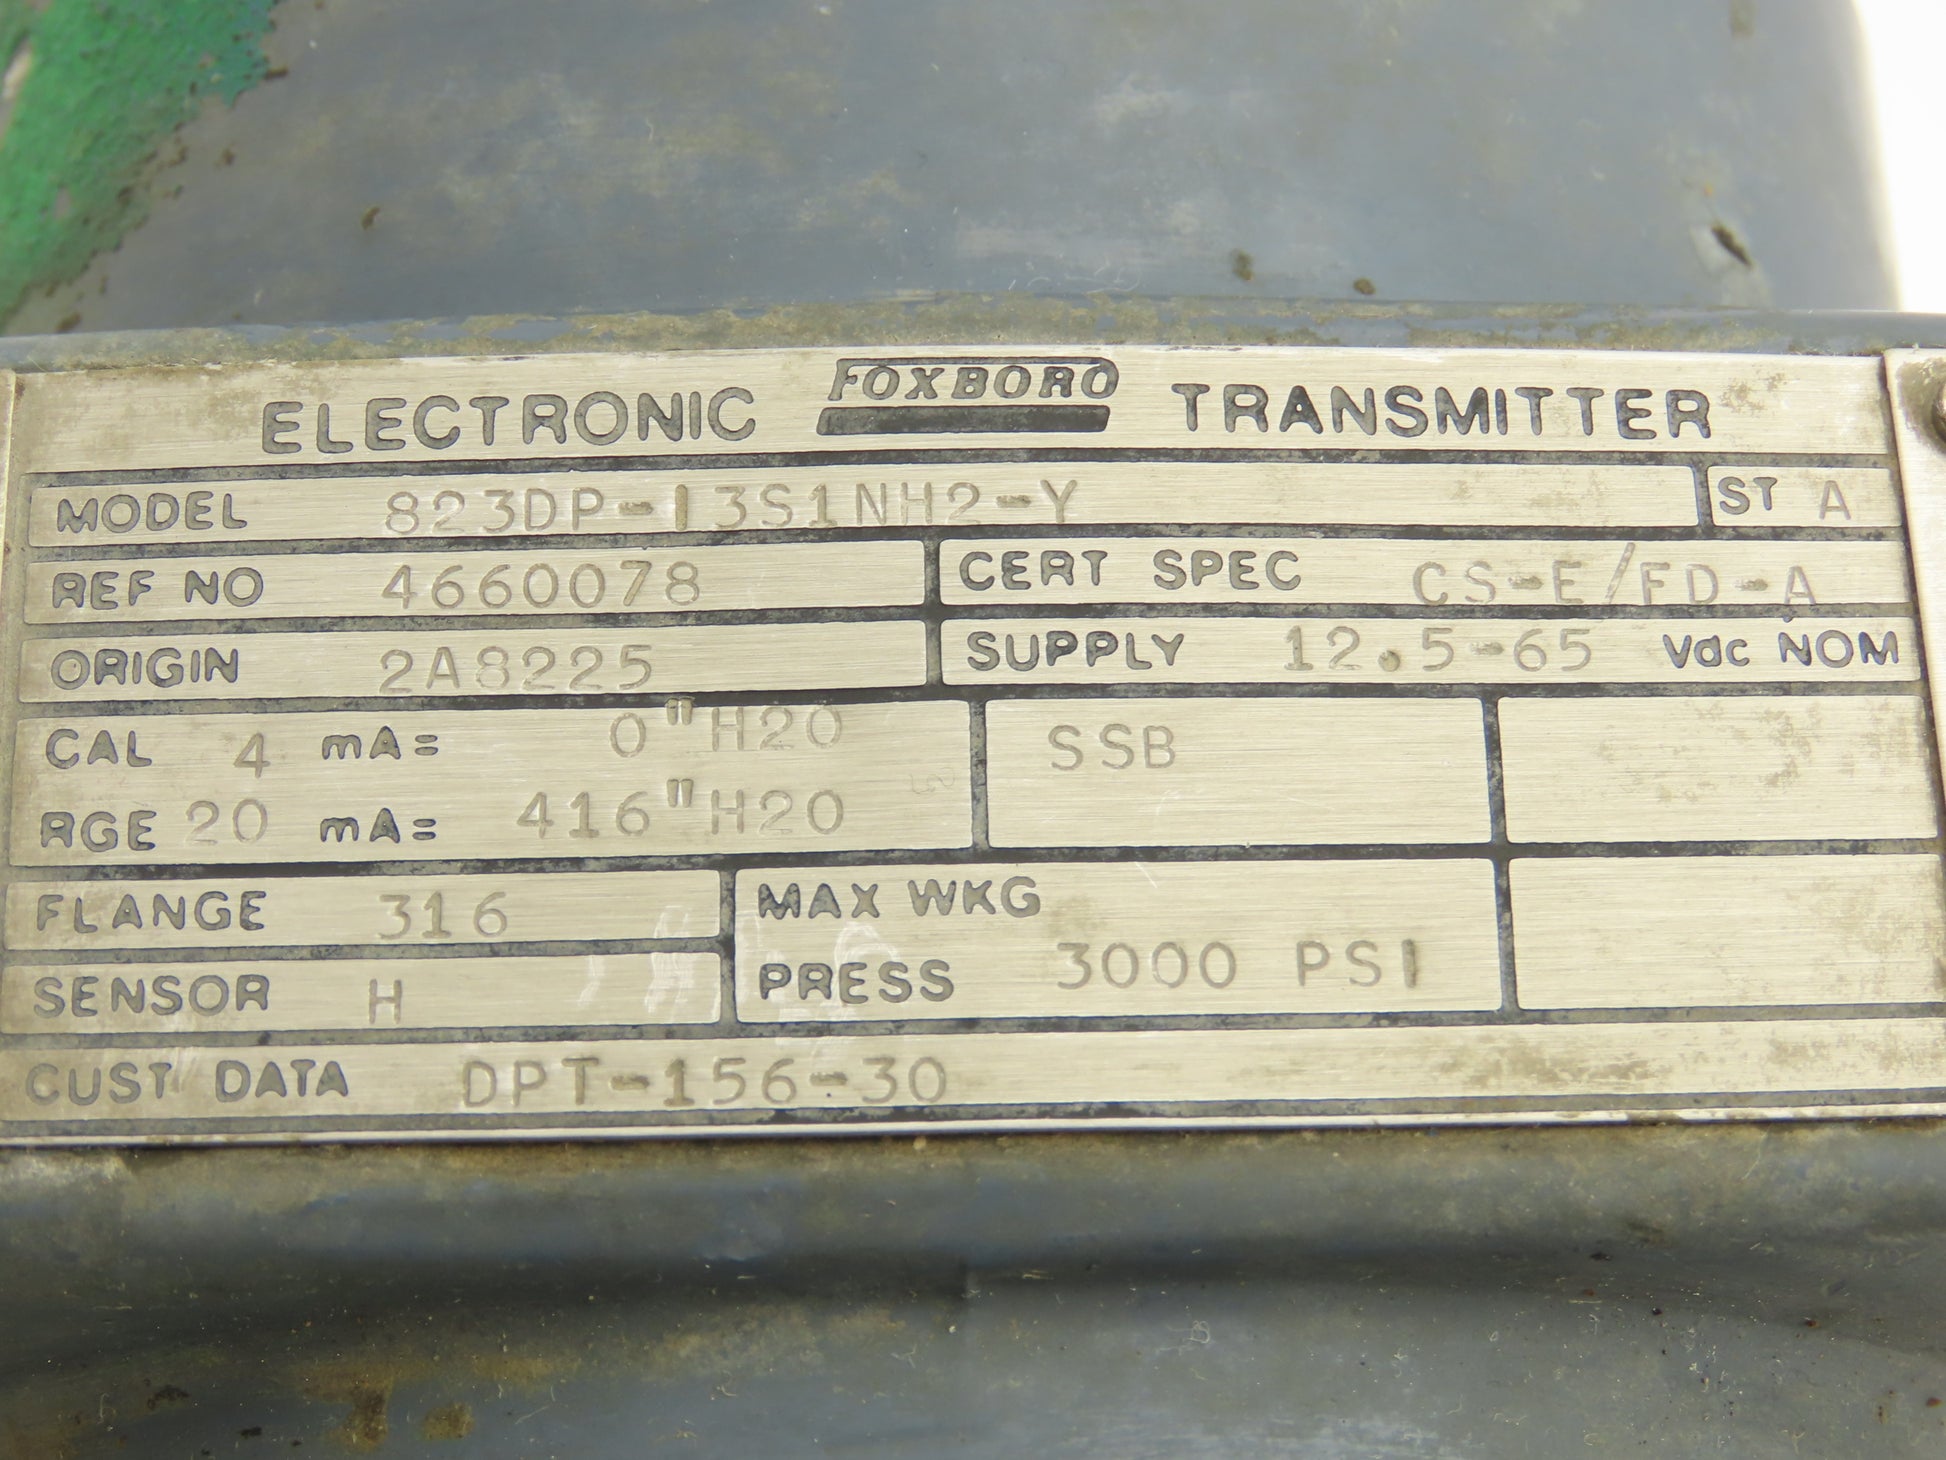 ELECTRONIC FOXBORO TRANSMITTER
MODEL 823DP-I3S1NH2-Y ST A
REF NO 4660078 CERT SPEC CS-E/FD-A
ORIGIN 2A8225 SUPPLY 12.5-65 Vdc NOM
CAL 4 mA= 0"H20 SSB
RGE 20 mA= 416"H20
FLANGE 316 MAX WKG
SENSOR H PRESS 3000 PSI
CUST DATA DPT-156-30